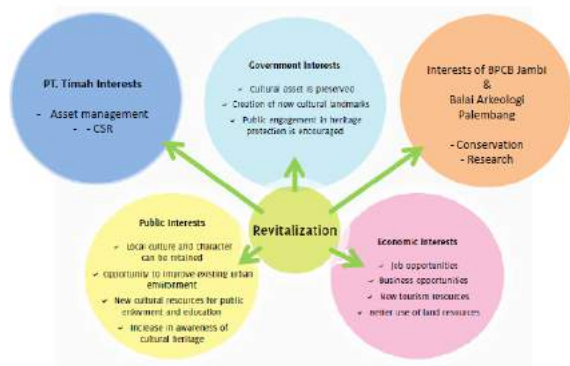 PT. Timah Interests
- Asset management
- - CSR
Government Interests
✓ Cultural asset is preserved
✓ Creation of new cultural landmarks
✓ Public engagement in heritage
protection is encouraged
Interests of BPCB Jambi
&
Balai Arkeologi
Palembang
- Conservation
- Research
Revitalization
Public Interests
✓ Local culture and character
can be retained
✓ Opportunity to improve existing urban
environment
✓ New cultural resources for public
enjoyment and education
✓ Increase in awareness of
cultural heritage
Economic Interests
✓ Job opportunities
✓ Business opportunities
✓ New tourism resources
✓ Better use of land resources